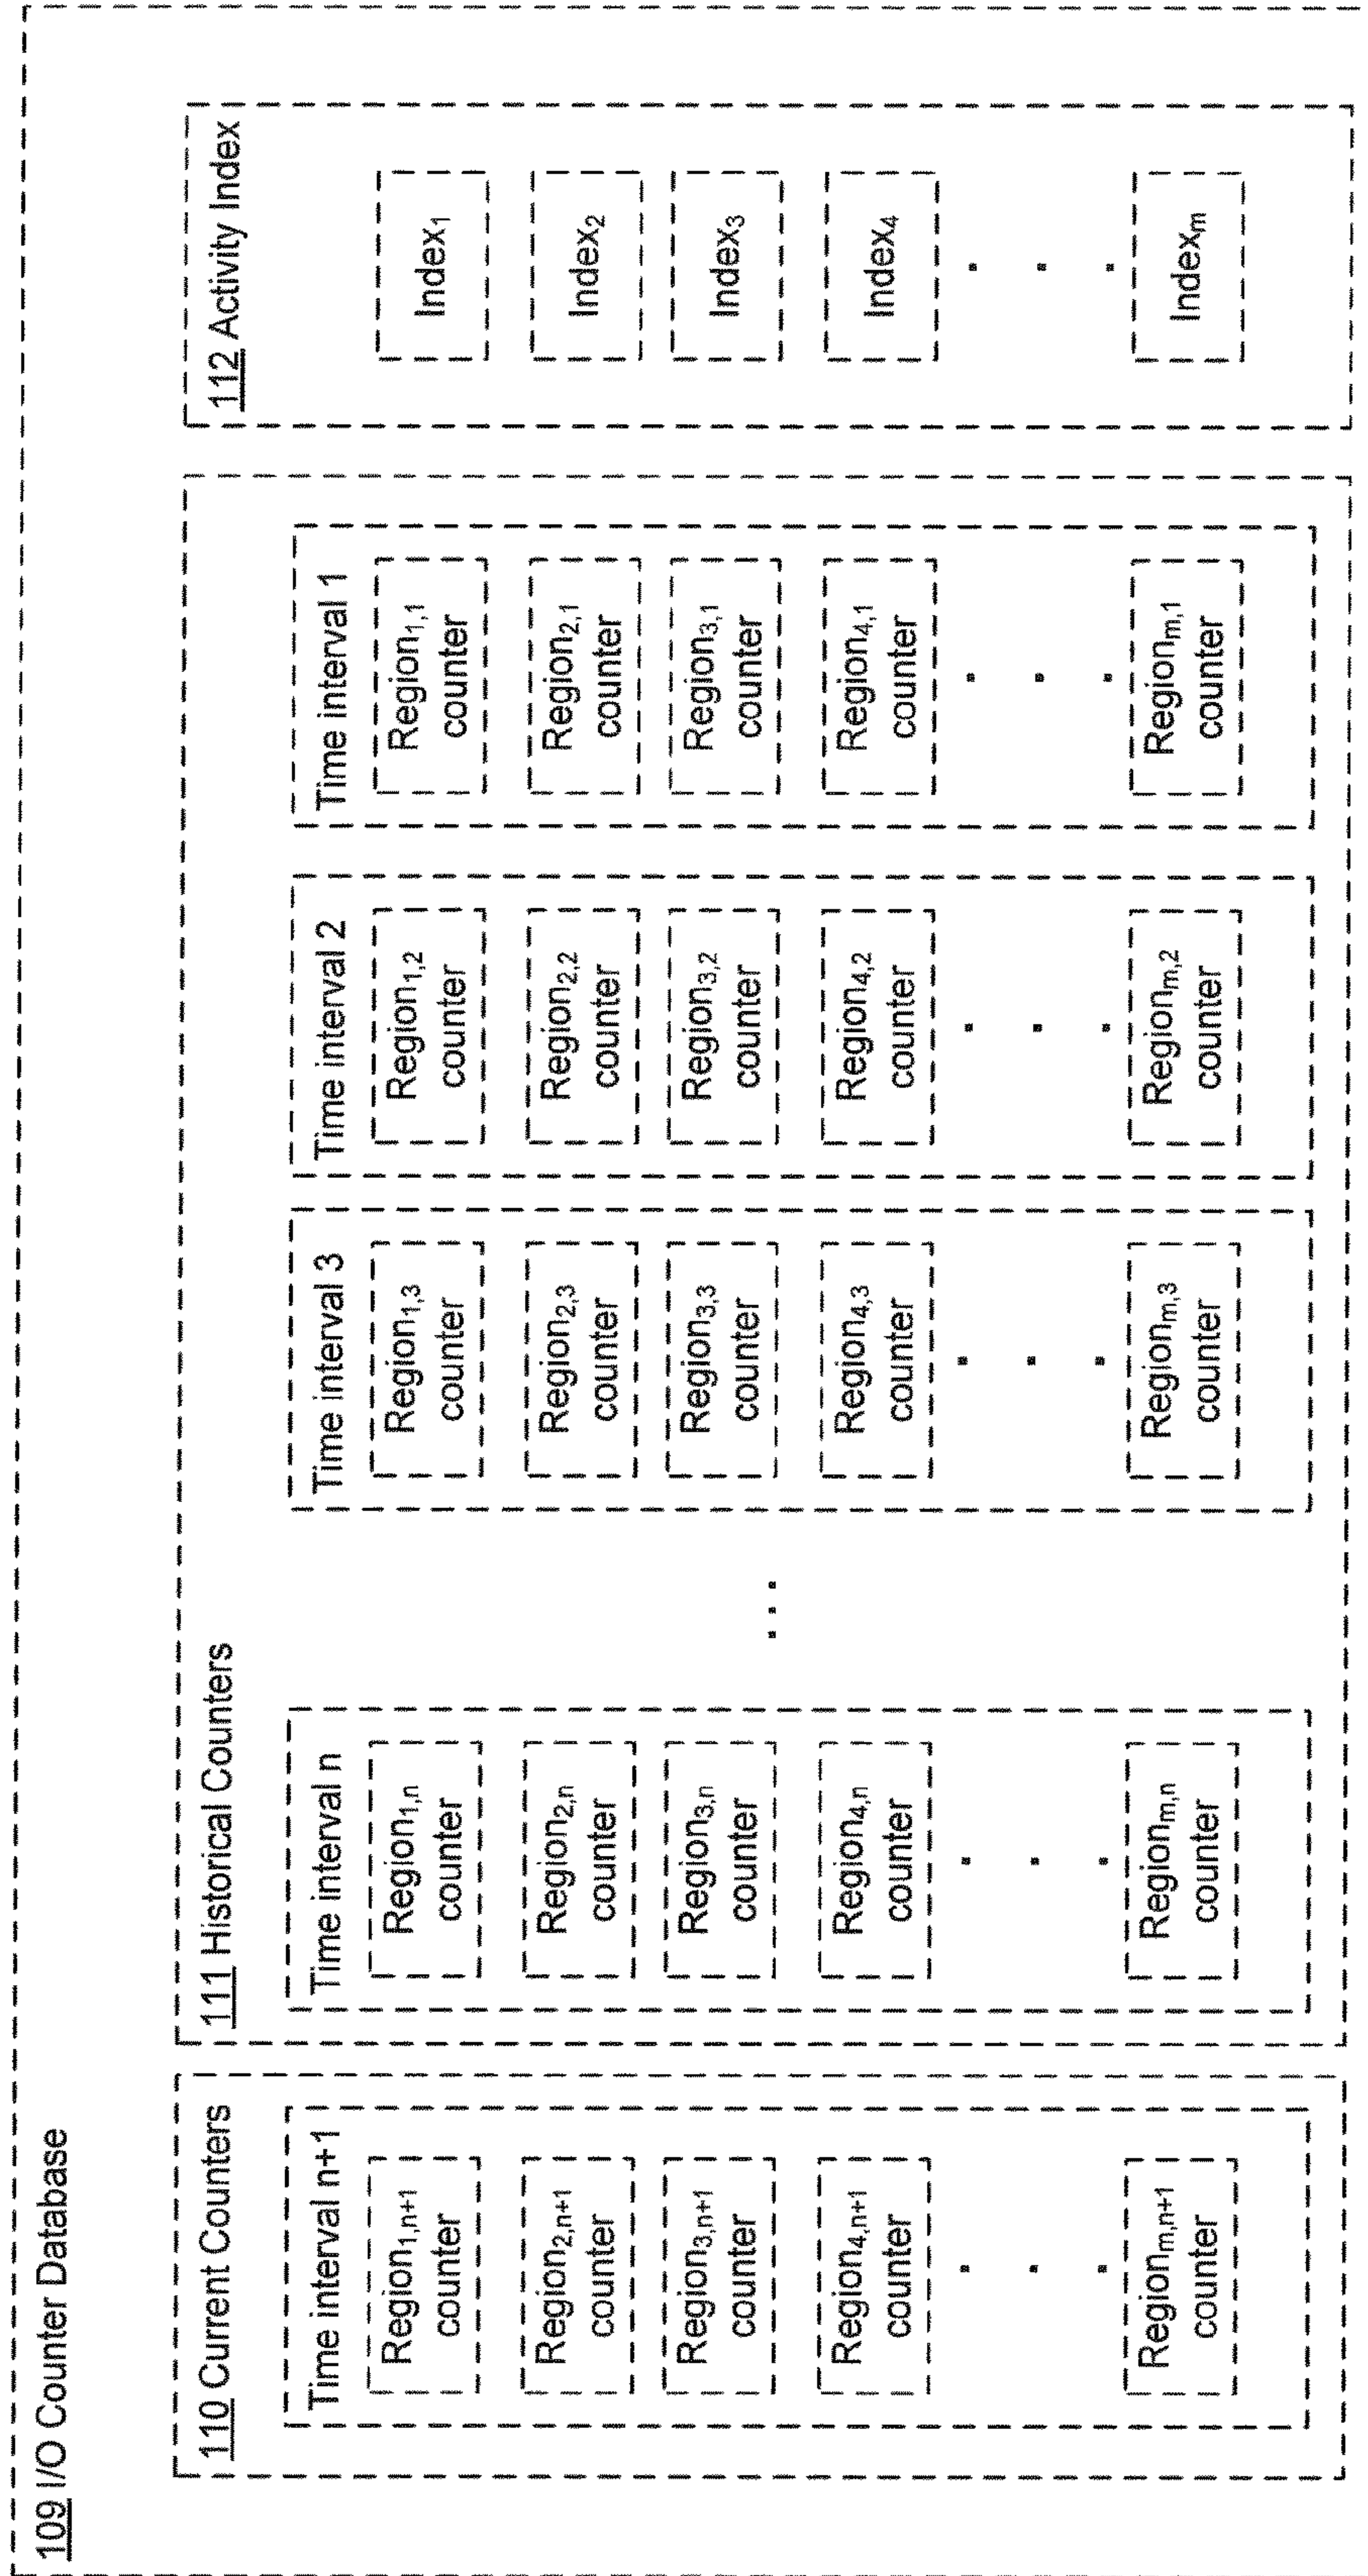 109 I/O Counter Database
110 Current Counters
Time interval n+1
Region1,n+1
counter
Region2,n+1
counter
Region3,n+1
counter
Region4,n+1
counter
. . .
Regionm,n+1
counter
111 Historical Counters
Time interval n
Region1,n
counter
Region2,n
counter
Region3,n
counter
Region4,n
counter
. . .
Regionm,n
counter
...
Time interval 3
Region1,3
counter
Region2,3
counter
Region3,3
counter
Region4,3
counter
. . .
Regionm,3
counter
Time interval 2
Region1,2
counter
Region2,2
counter
Region3,2
counter
Region4,2
counter
. . .
Regionm,2
counter
Time interval 1
Region1,1
counter
Region2,1
counter
Region3,1
counter
Region4,1
counter
. . .
Regionm,1
counter
112 Activity Index
Index1
Index2
Index3
Index4
. . .
Indexm